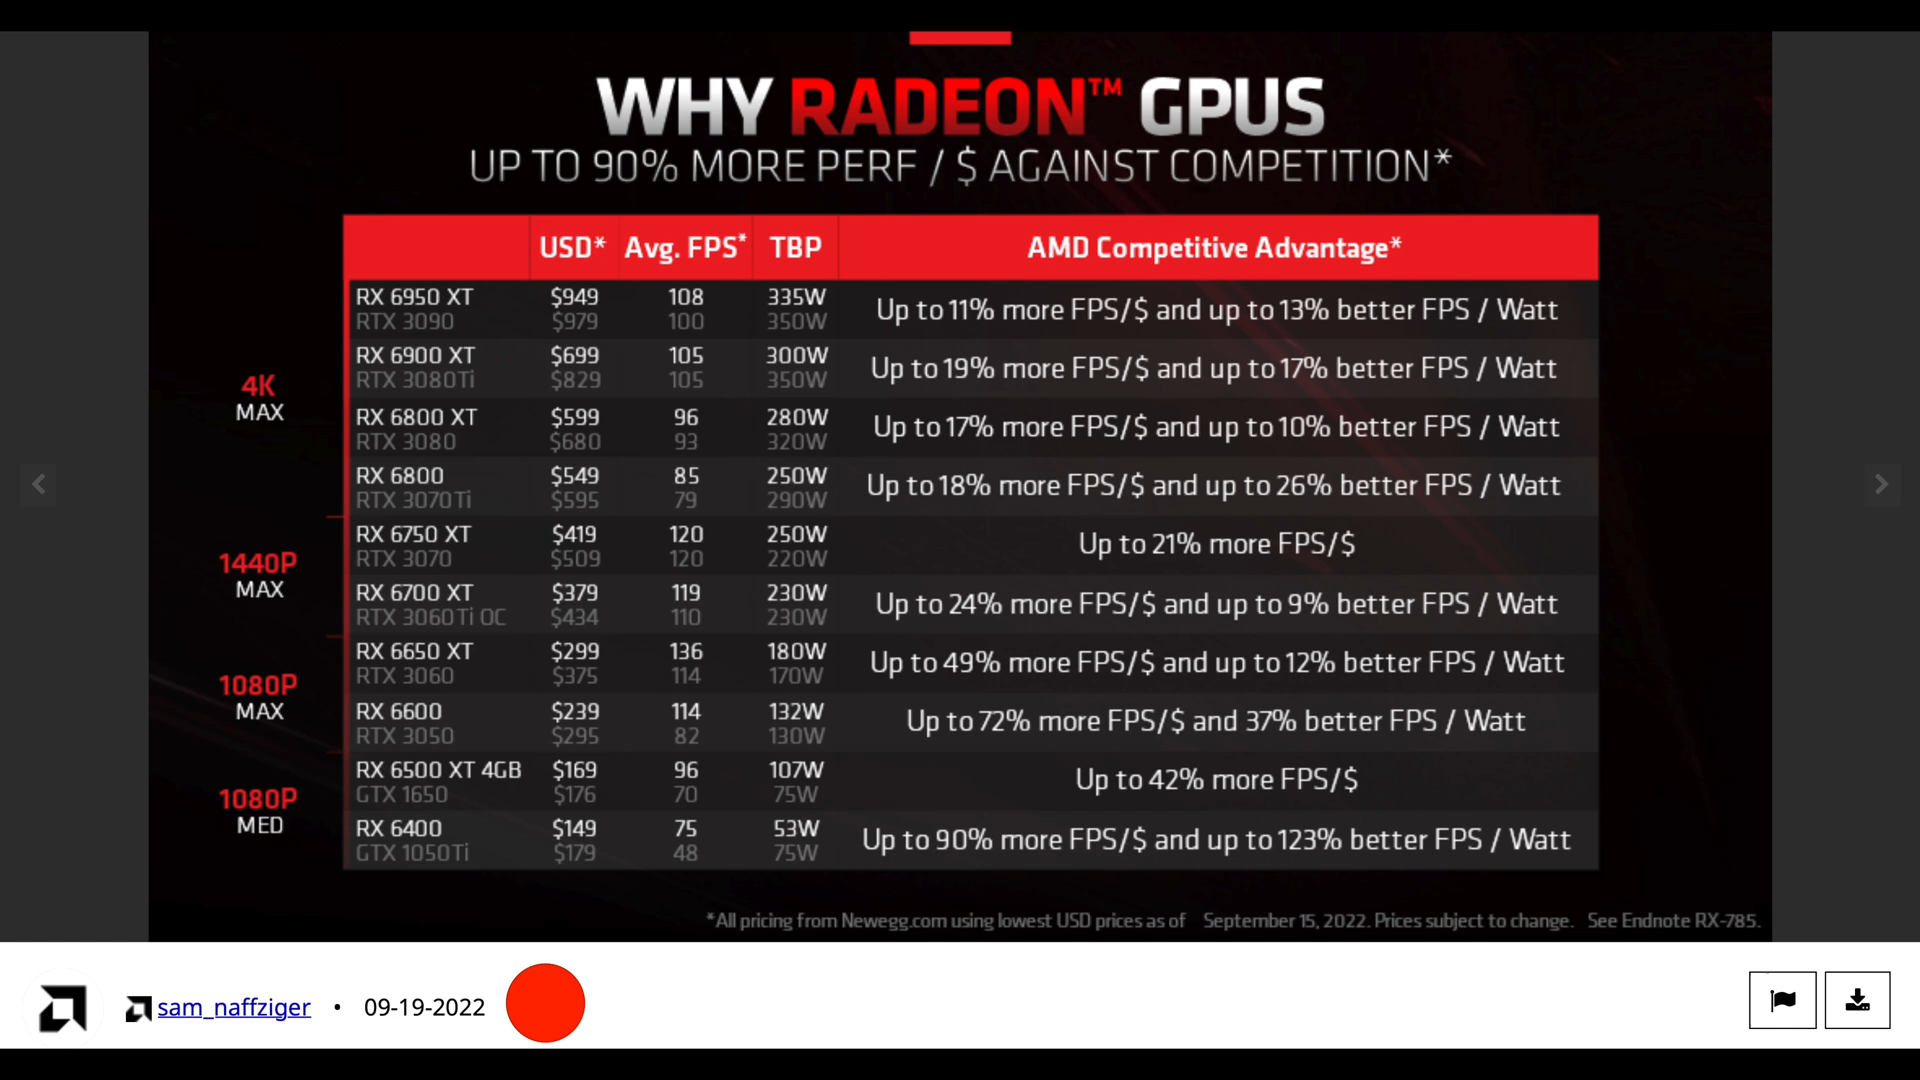 WHY RADEON™ GPUS
UP TO 90% MORE PERF / $ AGAINST COMPETITION*
USD* Avg. FPS* TBP AMD Competitive Advantage*
4K
MAX
RX 6950 XT $949 108 335W
RTX 3090 $979 100 350W
Up to 11% more FPS/$ and up to 13% better FPS / Watt
RX 6900 XT $699 105 300W
RTX 3080Ti $829 105 350W
Up to 19% more FPS/$ and up to 17% better FPS / Watt
RX 6800 XT $599 96 280W
RTX 3080 $680 93 320W
Up to 17% more FPS/$ and up to 10% better FPS / Watt
RX 6800 $549 85 250W
RTX 3070Ti $595 79 290W
Up to 18% more FPS/$ and up to 26% better FPS / Watt
1440P
MAX
RX 6750 XT $419 120 250W
RTX 3070 $509 120 220W
Up to 21% more FPS/$
RX 6700 XT $379 119 230W
RTX 3060Ti OC $434 110 230W
Up to 24% more FPS/$ and up to 9% better FPS / Watt
1080P
MAX
RX 6650 XT $299 136 180W
RTX 3060 $375 114 170W
Up to 49% more FPS/$ and up to 12% better FPS / Watt
RX 6600 $239 114 132W
RTX 3050 $295 82 130W
Up to 72% more FPS/$ and 37% better FPS / Watt
1080P
MED
RX 6500 XT 4GB $169 96 107W
GTX 1650 $176 70 75W
Up to 42% more FPS/$
RX 6400 $149 75 53W
GTX 1050Ti $179 48 75W
Up to 90% more FPS/$ and up to 123% better FPS / Watt
*All pricing from Newegg.com using lowest USD prices as of September 15, 2022. Prices subject to change. See Endnote RX-785.
sam_naffziger • 09-19-2022